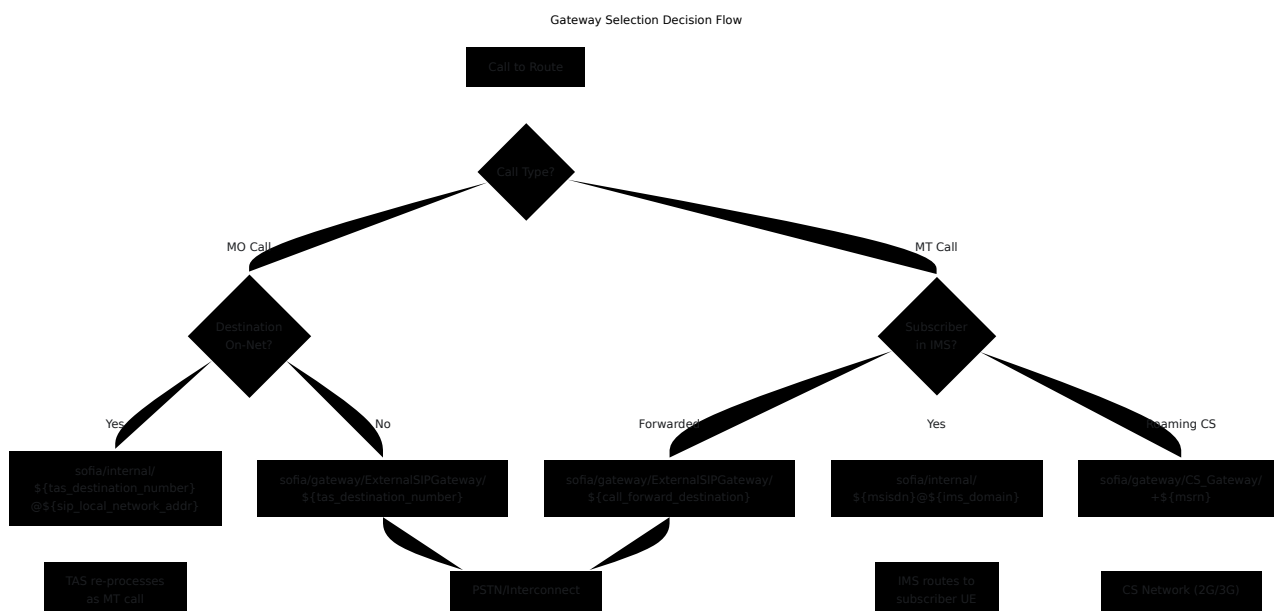 Gateway Selection Decision Flow
Call to Route
Call Type?
MO Call
MT Call
Destination
On-Net?
Subscriber
in IMS?
Yes
No
Forwarded
Yes
Roaming CS
sofia/internal/
${tas_destination_number}
@${sip_local_network_addr}
sofia/gateway/ExternalSIPGateway/
${tas_destination_number}
sofia/gateway/ExternalSIPGateway/
${call_forward_destination}
sofia/internal/
${msisdn}@${ims_domain}
sofia/gateway/CS_Gateway/
+${msrn}
TAS re-processes
as MT call
PSTN/Interconnect
IMS routes to
subscriber UE
CS Network (2G/3G)